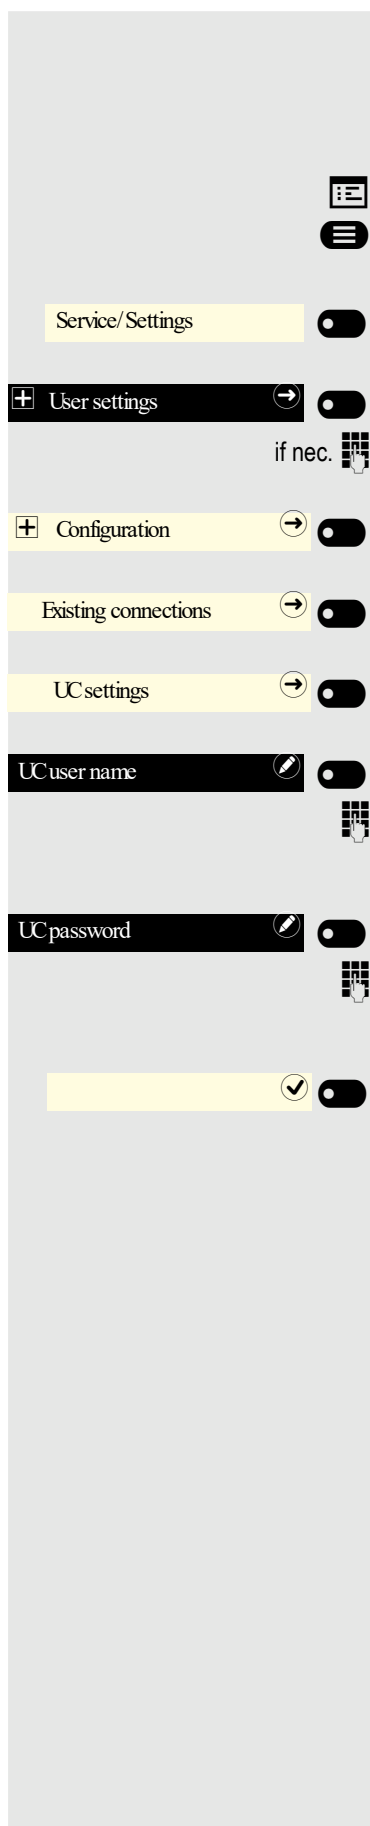 Service/Settings
User settings
if nec.
Configuration
Existing connections
UC settings
UC user name
UC password